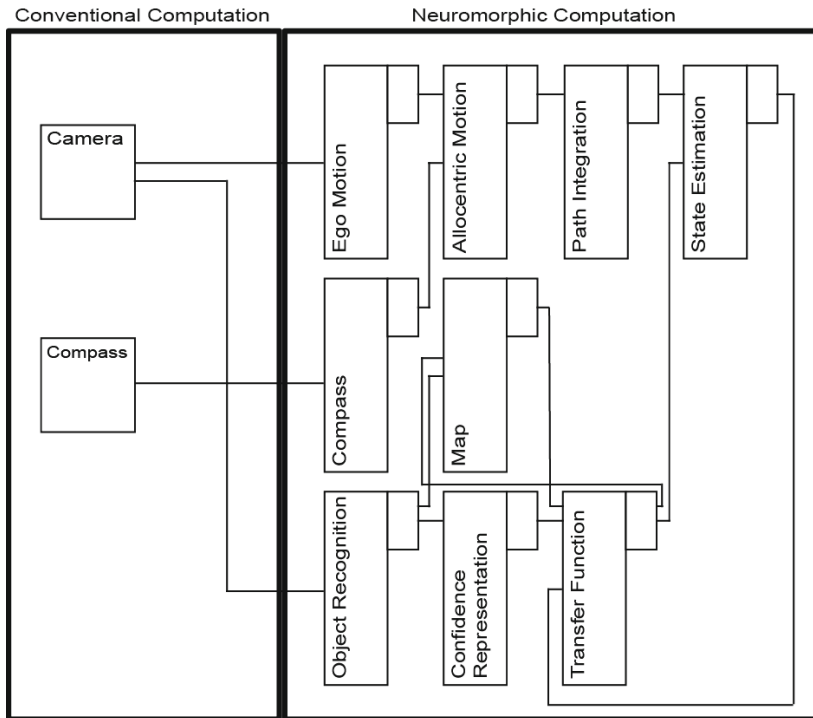 Conventional Computation
Neuromorphic Computation
Camera
Ego Motion
Allocentric Motion
Path Integration
State Estimation
Compass
Compass
Map
Object Recognition
Confidence
Representation
Transfer Function